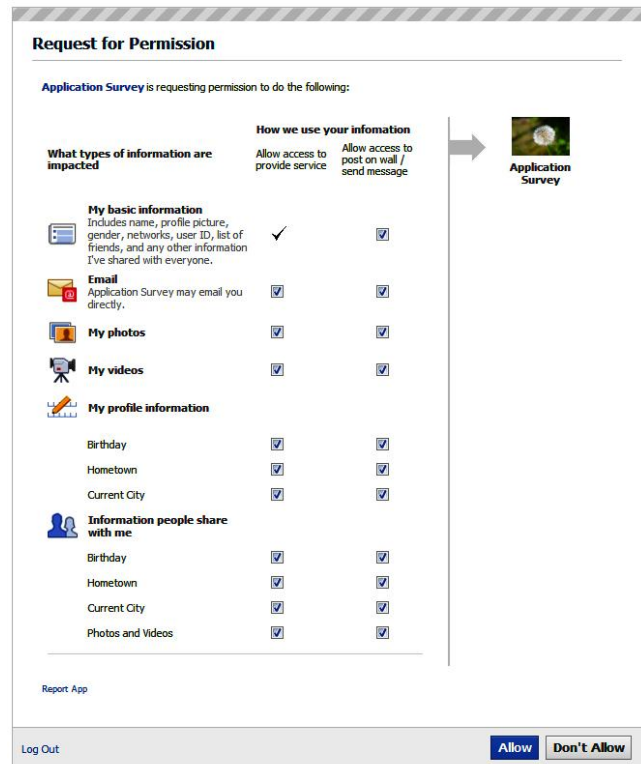 Request for Permission
Application Survey is requesting permission to do the following:
How we use your infomation
What types of information are
impacted
Allow access to
provide service
Allow access to
post on wall /
send message
Application
Survey
My basic information
Includes name, profile picture,
gender, networks, user ID, list of
friends, and any other information
I've shared with everyone.
Email
Application Survey may email you
directly.
My photos
My videos
My profile information
Birthday
Hometown
Current City
Information people share
with me
Birthday
Hometown
Current City
Photos and Videos
Report App
Log Out
Allow
Don't Allow